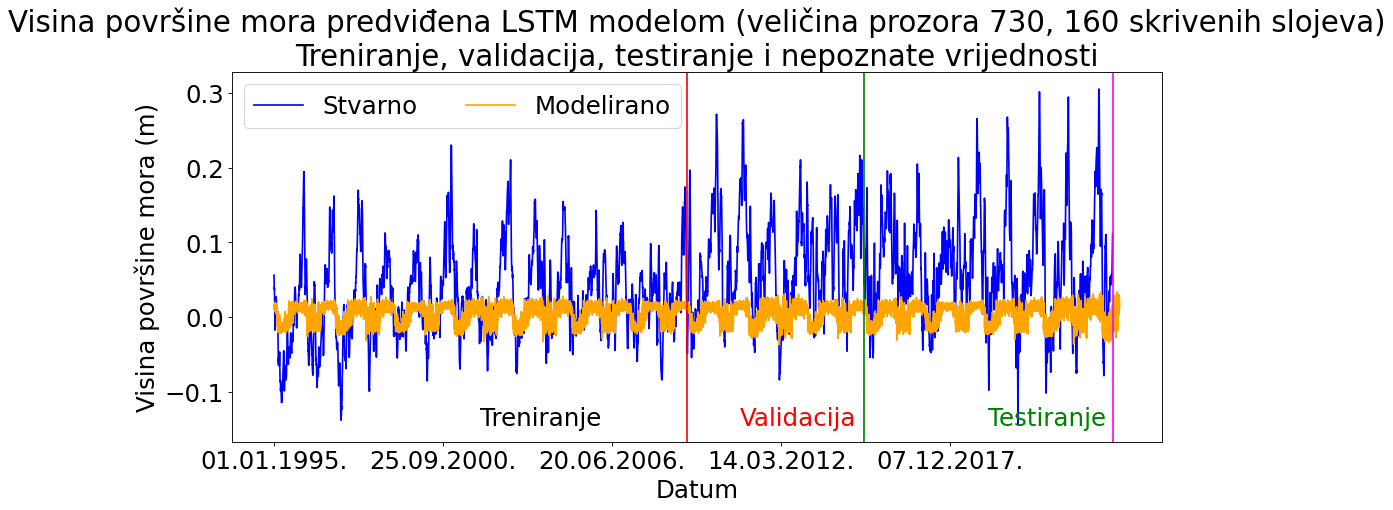 Visina površine mora predviđena LSTM modelom (veličina prozora 730, 160 skrivenih slojeva)
Treniranje, validacija, testiranje i nepoznate vrijednosti
Stvarno
Modelirano
Visina površine mora (m)
0.3
0.2
0.1
0.0
−0.1
Treniranje
Validacija
Testiranje
01.01.1995.
25.09.2000.
20.06.2006.
14.03.2012.
07.12.2017.
Datum